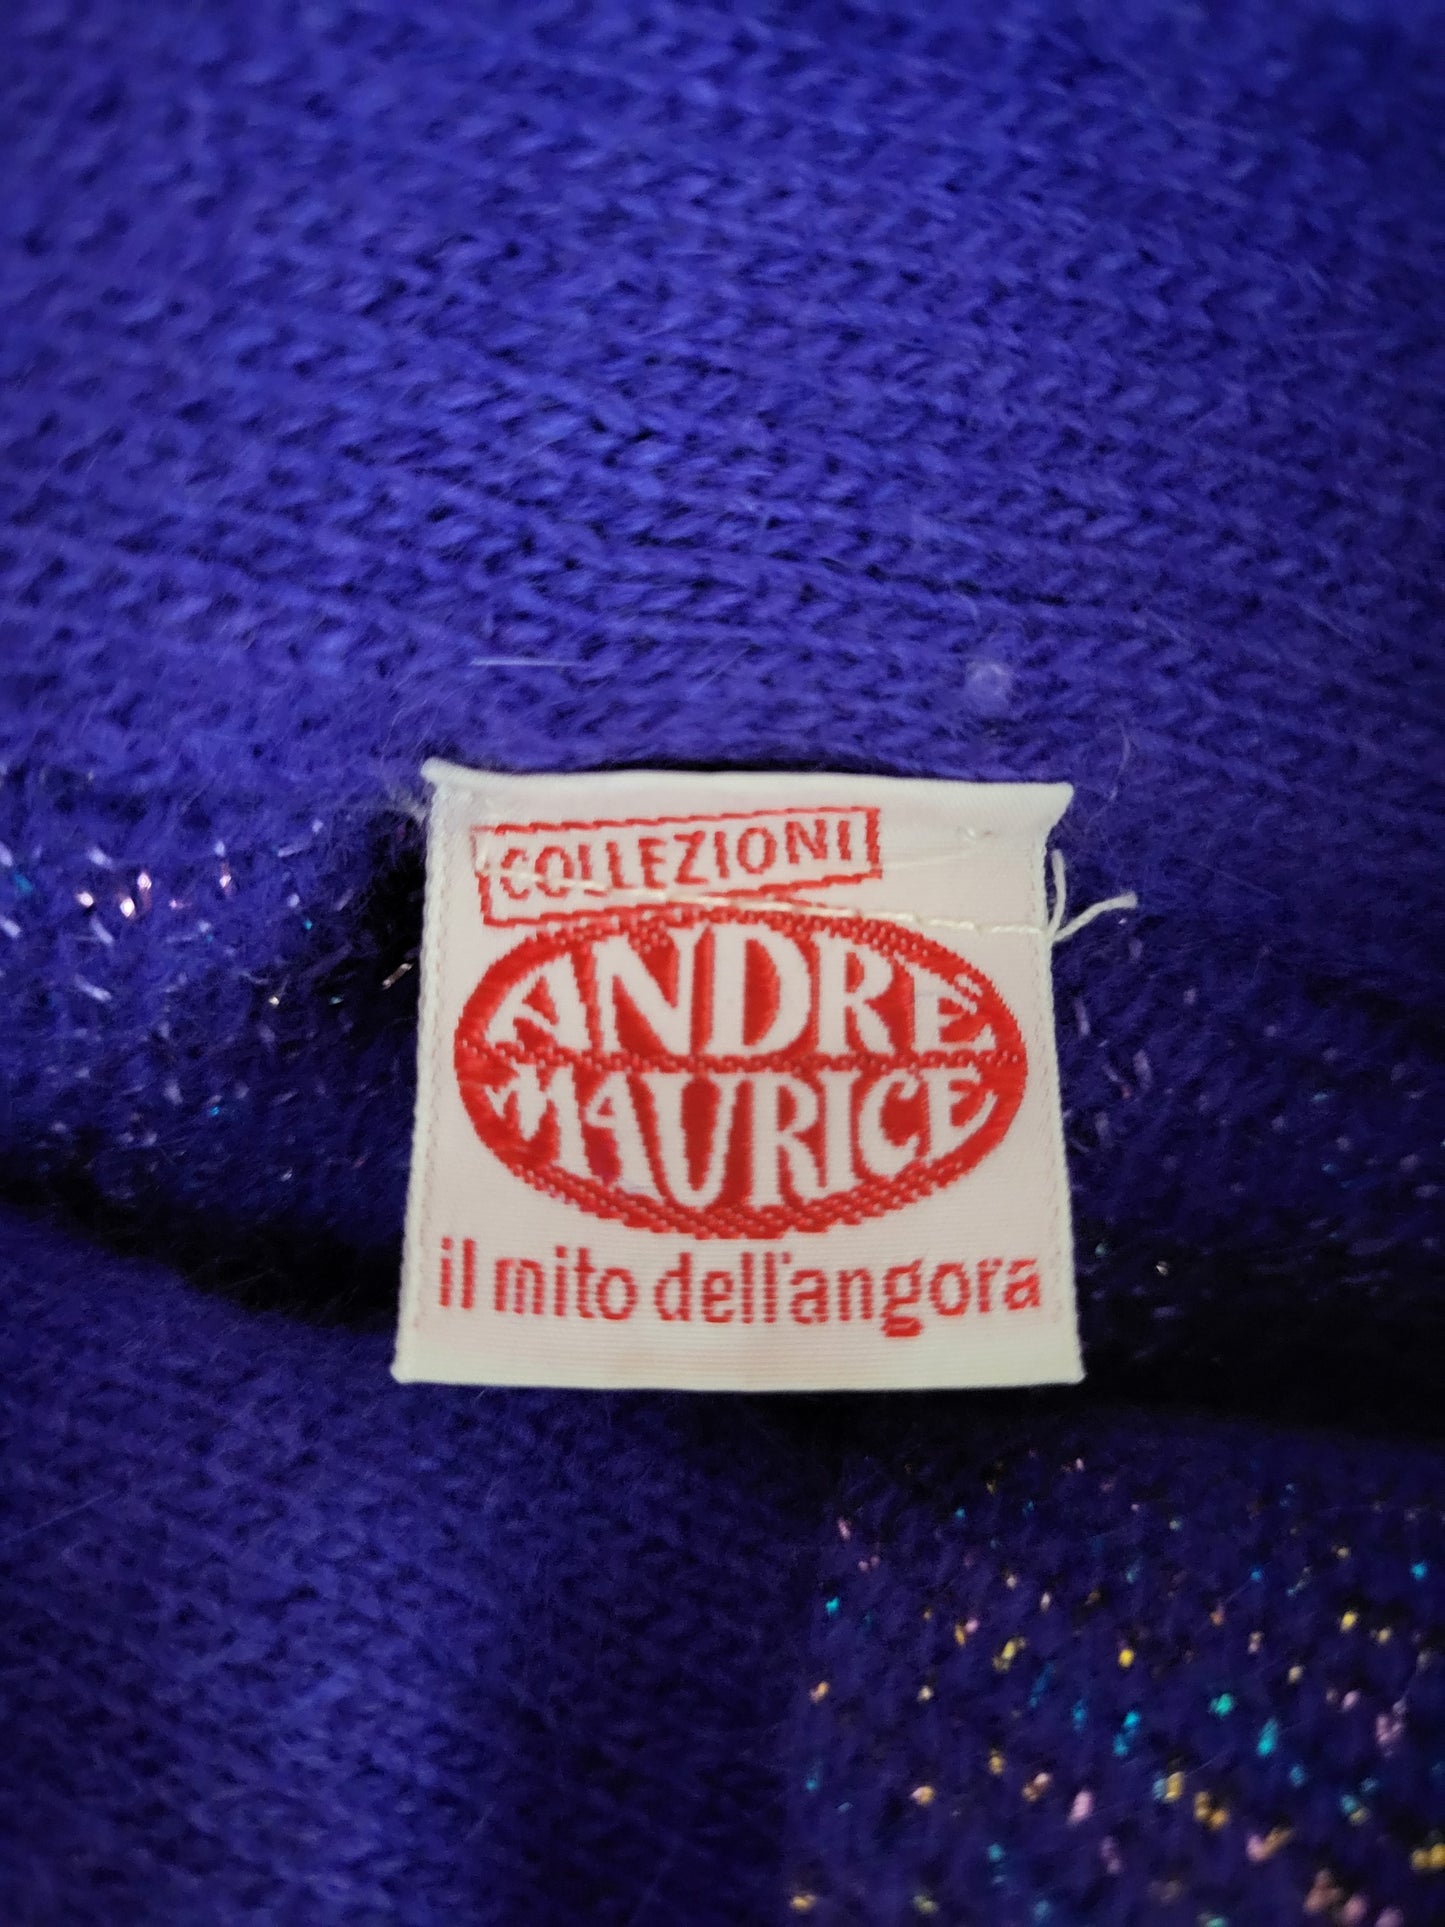 COLLEZIONI
ANDRE
MAURICE
il mito dell'angora